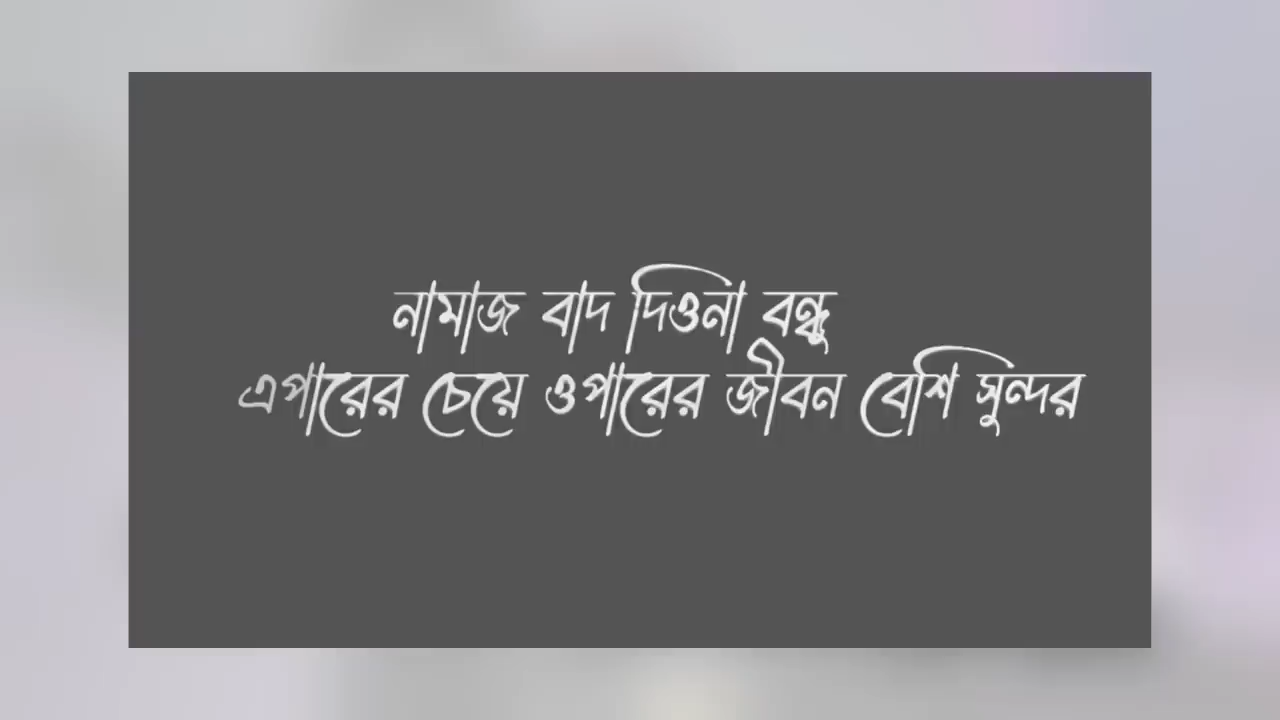 নামাজ বাদ দিওনা বন্ধু
এপারের চেয়ে ওপারের জীবন বেশি সুন্দর